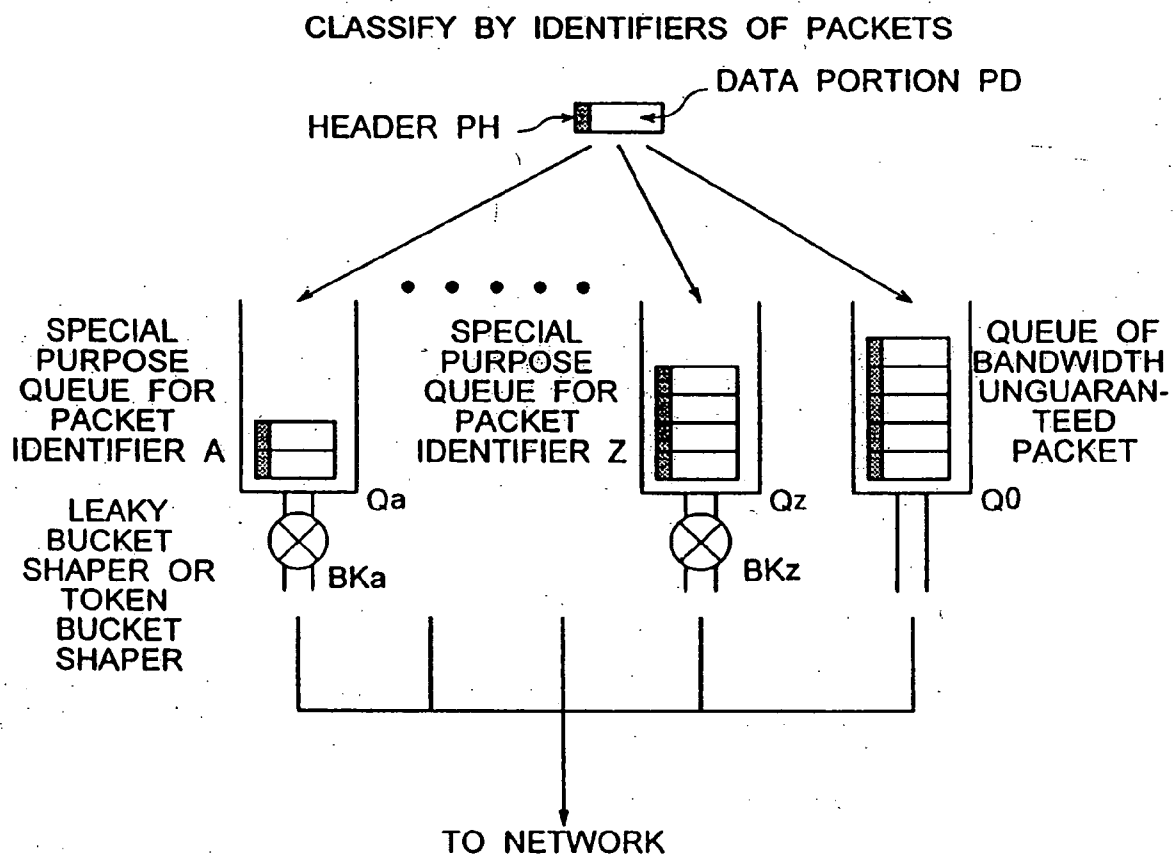 CLASSIFY BY IDENTIFIERS OF PACKETS
DATA PORTION PD
HEADER PH
SPECIAL
PURPOSE
QUEUE FOR
PACKET
IDENTIFIER A
SPECIAL
PURPOSE
QUEUE FOR
PACKET
IDENTIFIER Z
QUEUE OF
BANDWIDTH
UNGUARAN-
TEED
PACKET
Qa
Qz
Q0
LEAKY
BUCKET
SHAPER OR
TOKEN
BUCKET
SHAPER
BKa
BKz
TO NETWORK